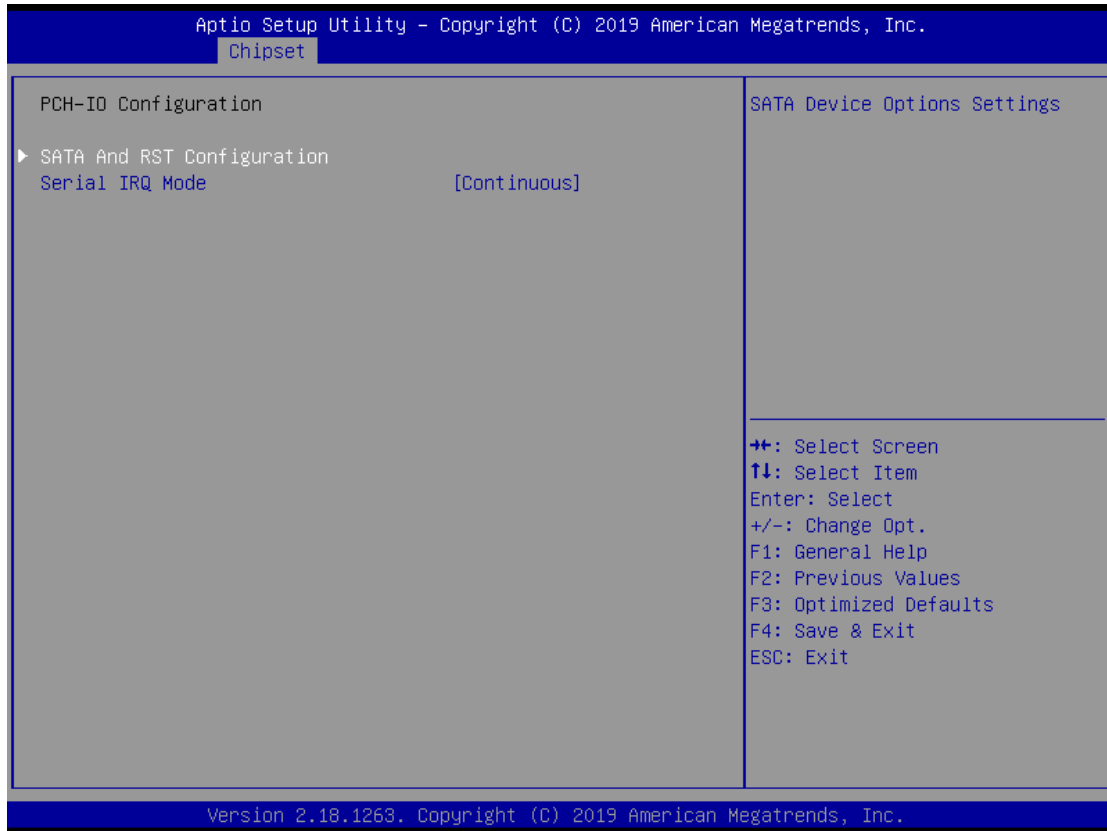 Aptio Setup Utility – Copyright (C) 2019 American Megatrends, Inc.
Chipset
PCH-IO Configuration
SATA And RST Configuration
Serial IRQ Mode [Continuous]
SATA Device Options Settings
→←: Select Screen
↑↓: Select Item
Enter: Select
+/-: Change Opt.
F1: General Help
F2: Previous Values
F3: Optimized Defaults
F4: Save & Exit
ESC: Exit
Version 2.18.1263. Copyright (C) 2019 American Megatrends, Inc.